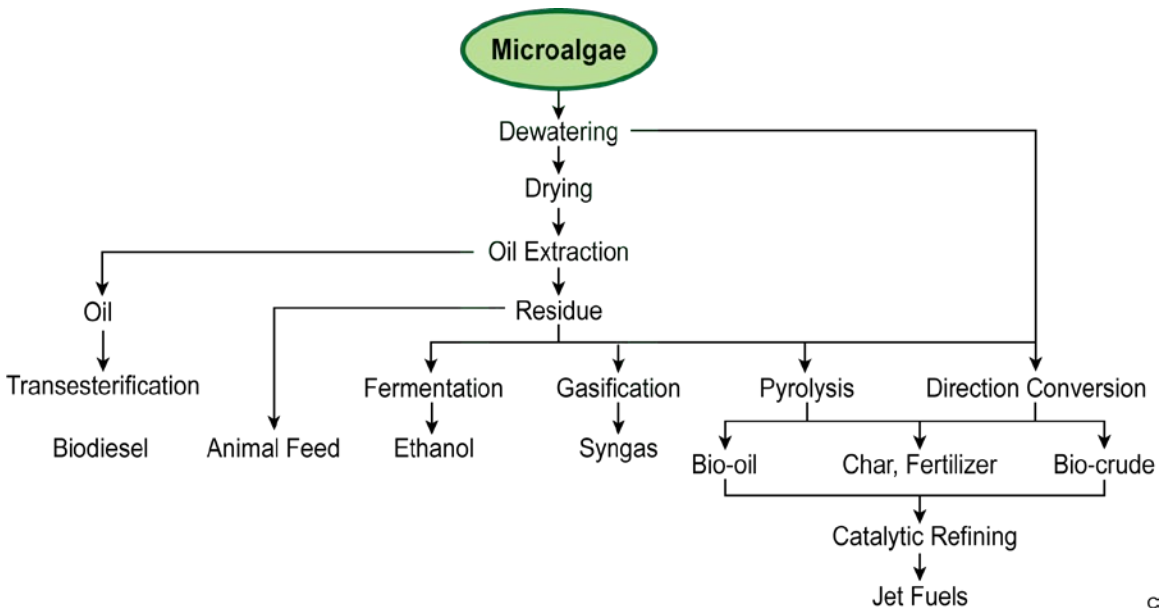 Microalgae
Dewatering
Drying
Oil Extraction
Oil
Residue
Transesterification
Fermentation
Gasification
Pyrolysis
Direction Conversion
Biodiesel
Animal Feed
Ethanol
Syngas
Bio-oil
Char, Fertilizer
Bio-crude
Catalytic Refining
Jet Fuels
c